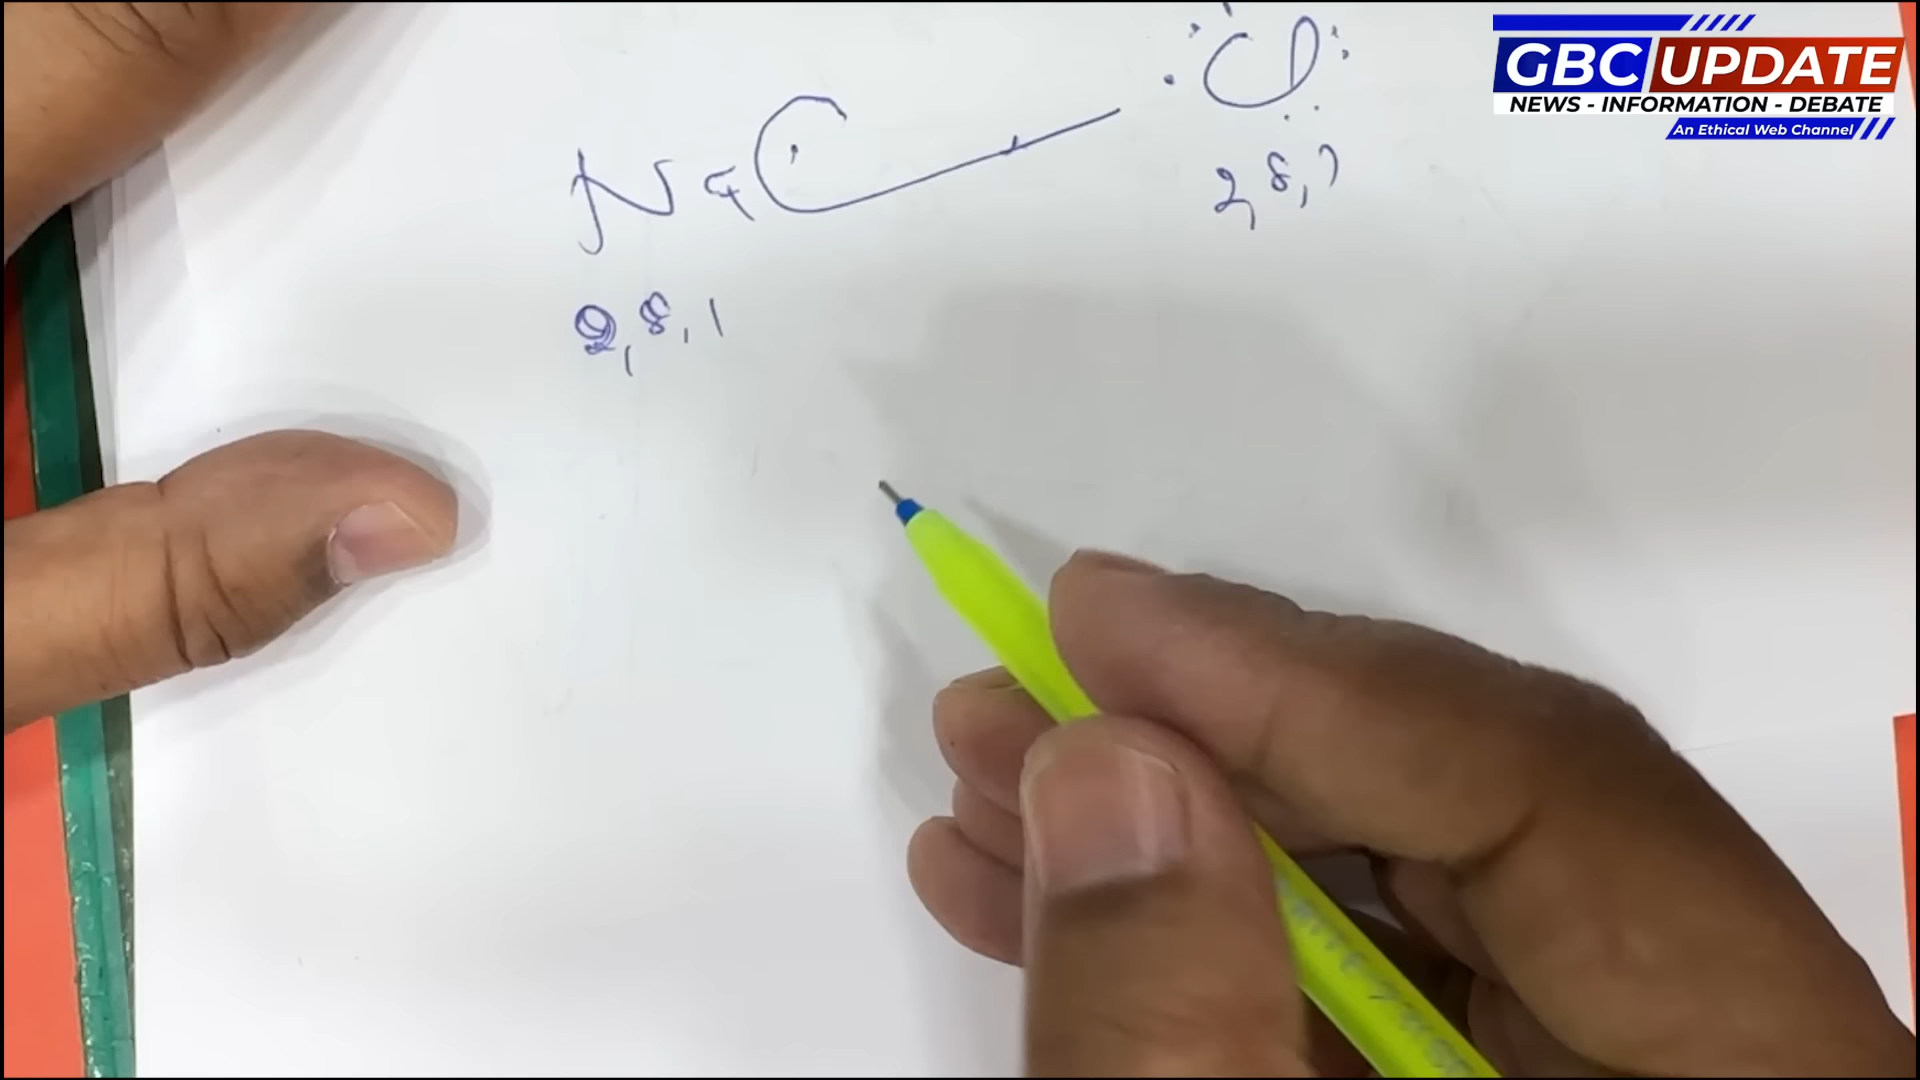 Na Cl
2, 8, 7
2, 8, 1
GBC UPDATE
NEWS - INFORMATION - DEBATE
An Ethical Web Channel